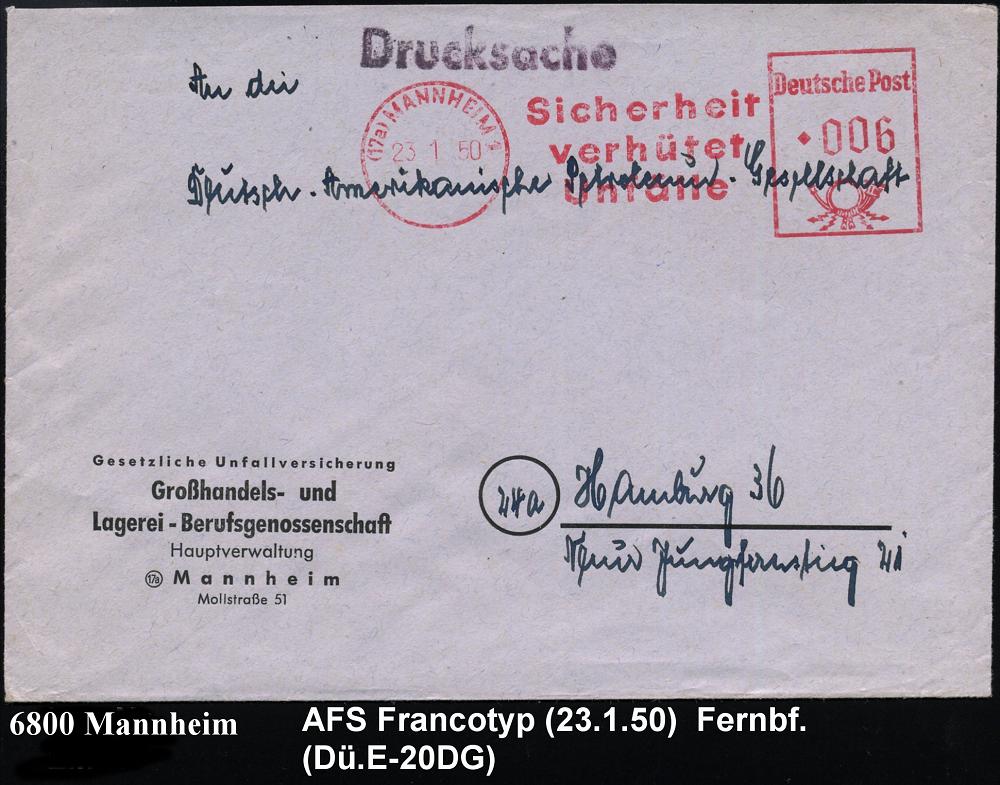 Drucksache
An die
(17a) MANNHEIM 1
23 1 50
Sicherheit
verhütet
Unfälle
Deutsche Post
006
Deutsch-Amerikanische Petroleum-Gesellschaft
Gesetzliche Unfallversicherung
Großhandels- und
Lagerei-Berufsgenossenschaft
Hauptverwaltung
(17a) Mannheim
Mollstraße 51
24a Hamburg 36
Neuer Jungfernstieg 21
6800 Mannheim
AFS Francotyp (23.1.50) Fernbf.
(Dü.E-20DG)